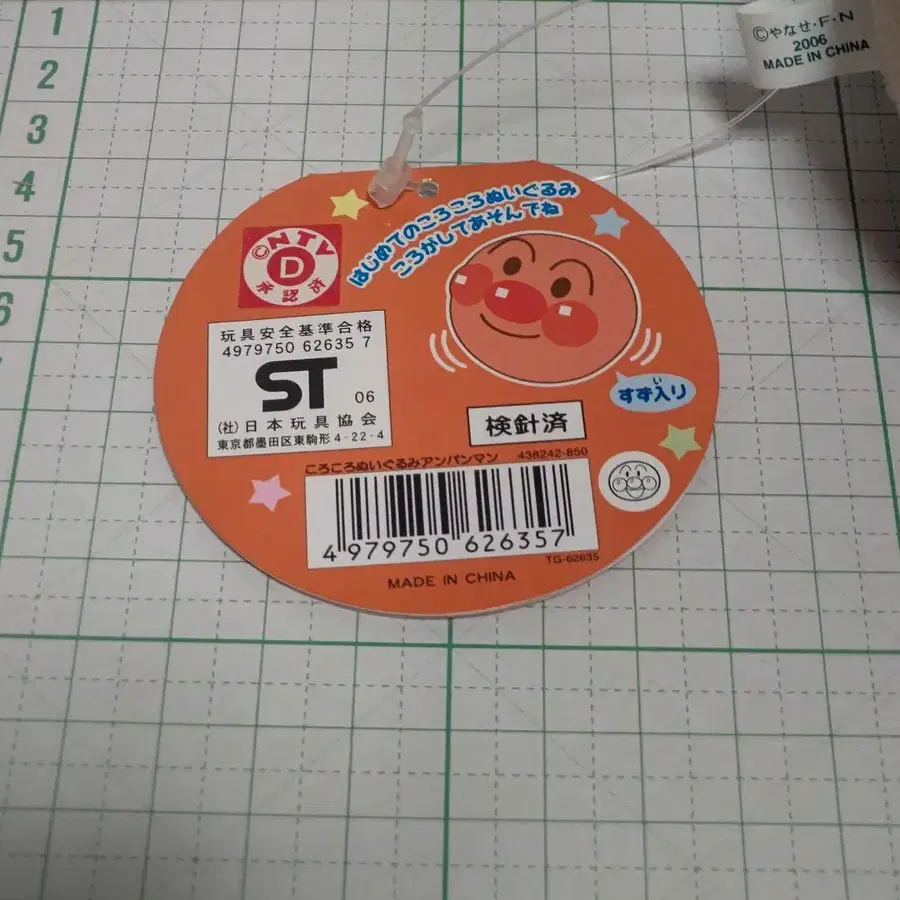 1
2
3
4
5
6
©やなせ・F・N
2006
MADE IN CHINA
はじめてのころころぬいぐるみ
ころがしてあそんでね
©NTV
D
承認済
玩具安全基準合格
4979750 62635 7
ST 06
(社)日本玩具協会
東京都墨田区東駒形4-22-4
すず入り
い
検針済
ころころぬいぐるみアンパンマン 438242-850
4 979750 626357
TG-62635
MADE IN CHINA